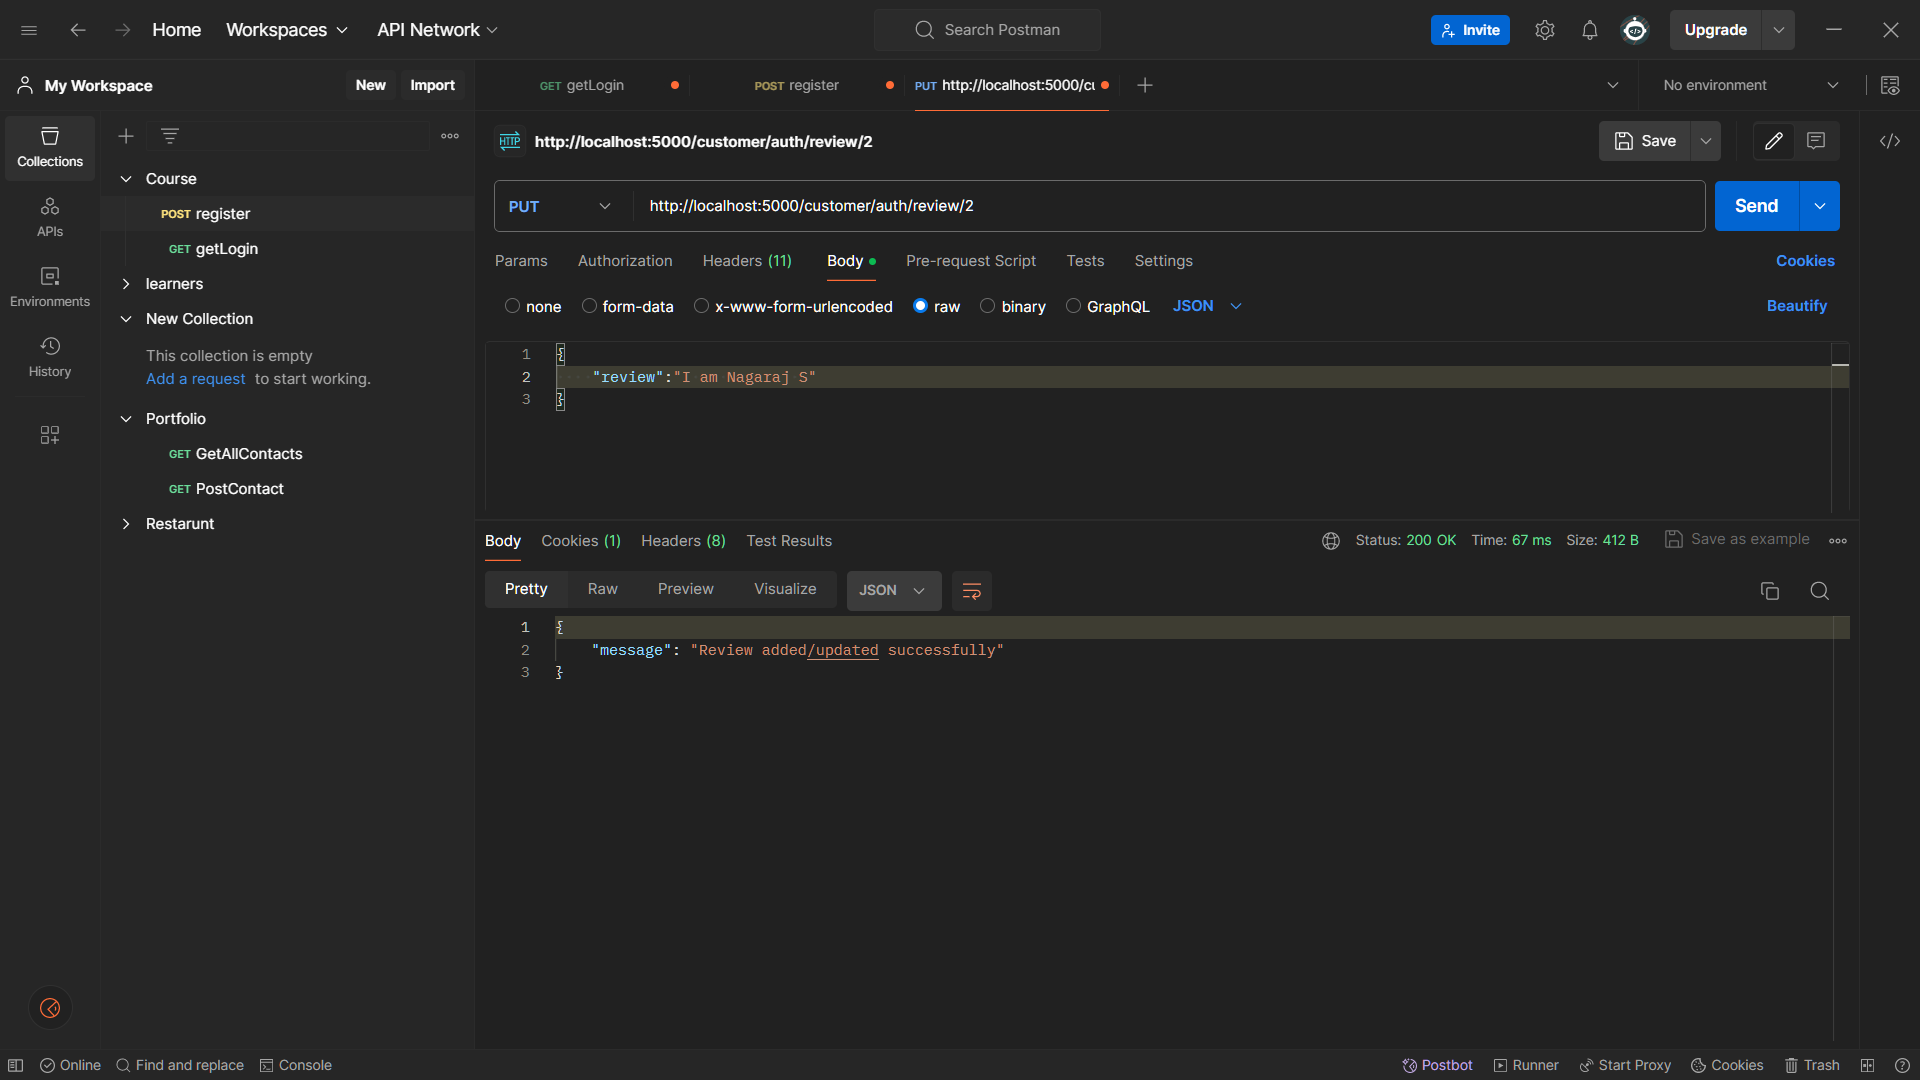 Home Workspaces API Network Search Postman Invite Upgrade
My Workspace New Import GET getLogin POST register PUT http://localhost:5000/cu No environment
Collections
APIs
Environments
History
Course
POST register
GET getLogin
learners
New Collection
This collection is empty
Add a request to start working.
Portfolio
GET GetAllContacts
GET PostContact
Restarunt
HTTP http://localhost:5000/customer/auth/review/2 Save
PUT http://localhost:5000/customer/auth/review/2 Send
Params Authorization Headers (11) Body Pre-request Script Tests Settings Cookies
none form-data x-www-form-urlencoded raw binary GraphQL JSON Beautify
1 {
2 "review":"I am Nagaraj S"
3 }
Body Cookies (1) Headers (8) Test Results Status: 200 OK Time: 67 ms Size: 412 B Save as example
Pretty Raw Preview Visualize JSON
1 {
2 "message": "Review added/updated successfully"
3 }
Online Find and replace Console Postbot Runner Start Proxy Cookies Trash